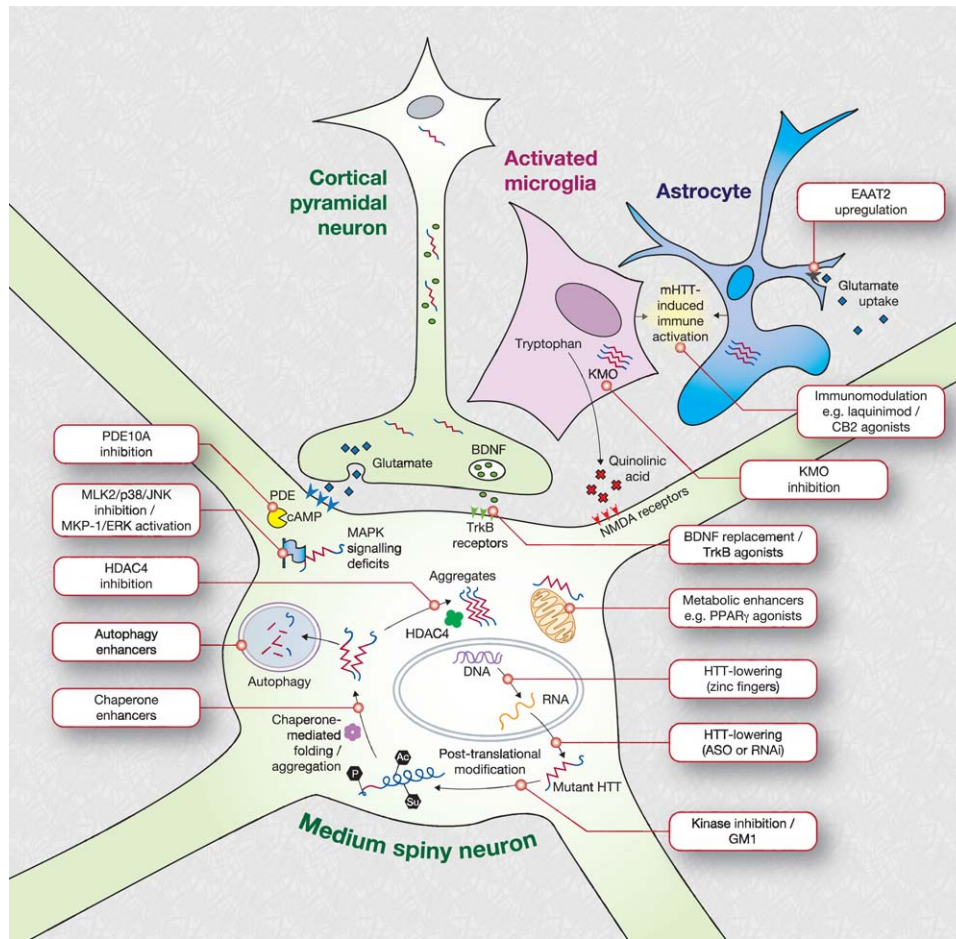 Cortical
pyramidal
neuron
Activated
microglia
Astrocyte
EAAT2
upregulation
Glutamate
uptake
mHTT-
induced
immune
activation
Tryptophan
KMO
Immunomodulation
e.g. laquinimod /
CB2 agonists
KMO
inhibition
Quinolinic
acid
NMDA receptors
BDNF
Glutamate
TrkB
receptors
BDNF replacement /
TrkB agonists
PDE10A
inhibition
PDE
cAMP
MLK2/p38/JNK
inhibition /
MKP-1/ERK activation
MAPK
signalling
deficits
HDAC4
inhibition
Aggregates
HDAC4
Metabolic enhancers
e.g. PPARγ agonists
Autophagy
enhancers
Autophagy
DNA
RNA
HTT-lowering
(zinc fingers)
Chaperone
enhancers
Chaperone-
mediated
folding /
aggregation
HTT-lowering
(ASO or RNAi)
Post-translational
modification
Mutant HTT
P
Ac
Su
Kinase inhibition /
GM1
Medium spiny neuron